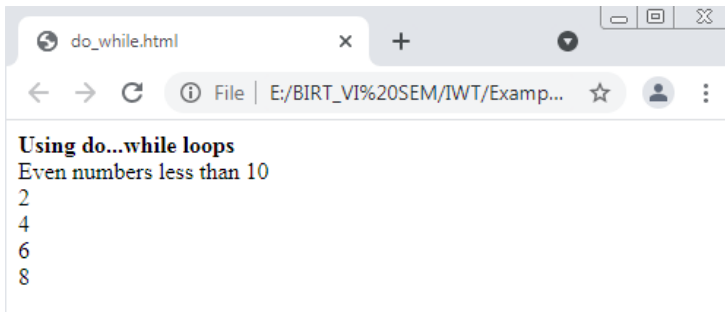 do_while.html
File | E:/BIRT_VI%20SEM/IWT/Examp...
Using do...while loops
Even numbers less than 10
2
4
6
8